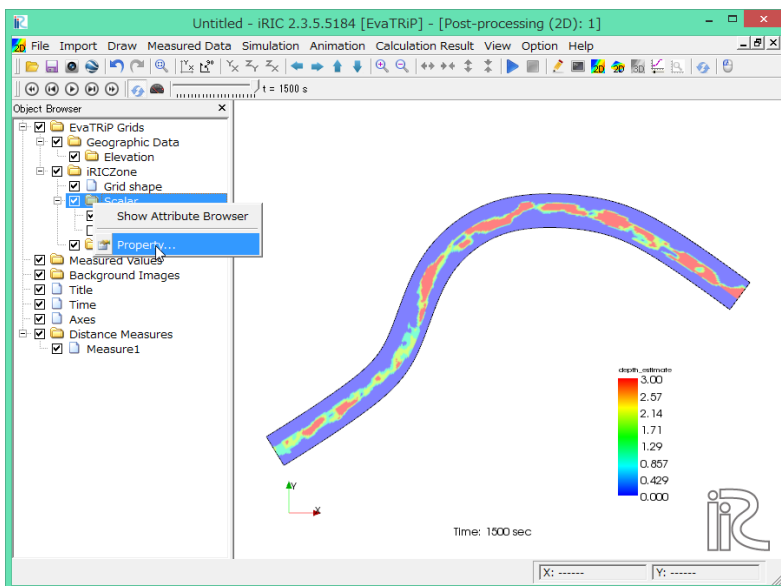 Untitled - iRIC 2.3.5.5184 [EvaTRiP] - [Post-processing (2D): 1]
File Import Draw Measured Data Simulation Animation Calculation Result View Option Help
t = 1500 s
Object Browser
EvaTRiP Grids
Geographic Data
Elevation
iRICZone
Grid shape
Scalar
Show Attribute Browser
Property...
Measured Values
Background Images
Title
Time
Axes
Distance Measures
Measure1
depth_estimate
3.00
2.57
2.14
1.71
1.29
0.857
0.429
0.000
Y
X
Time: 1500 sec
iRIC
X: ------
Y: ------